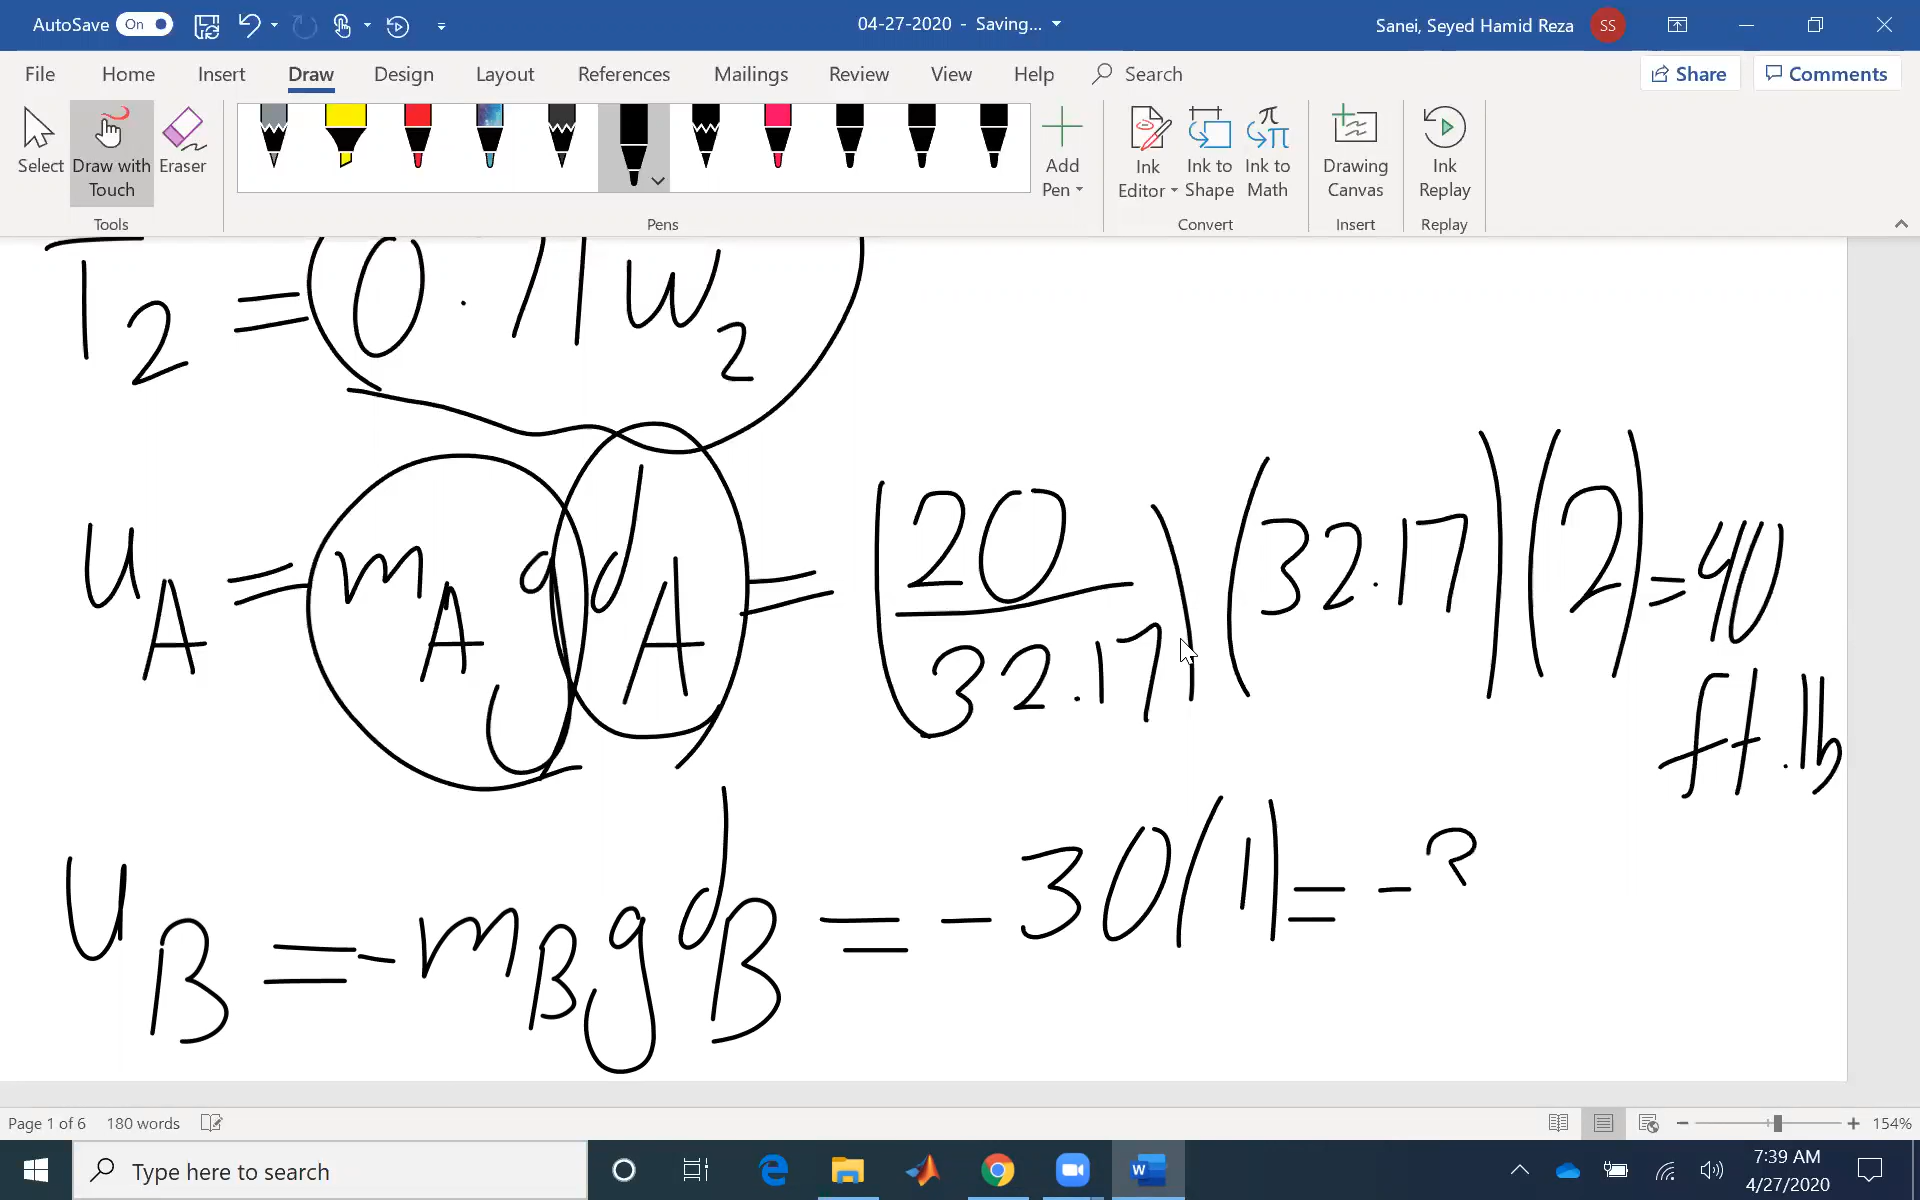 AutoSave On 04-27-2020 - Saving... Sanei, Seyed Hamid Reza SS
File Home Insert Draw Design Layout References Mailings Review View Help Search Share Comments
Select Draw with Touch Eraser Add Pen Ink Editor Ink to Shape Ink to Math Drawing Canvas Ink Replay
Tools Pens Convert Insert Replay
T2 = 0. w2
uA = mA g dA = (20/32.17)(32.17)(2) = 40
ft.lb
UB = - mB g dB = - 30(1) = -
Page 1 of 6 180 words 154%
Type here to search 7:39 AM
4/27/2020